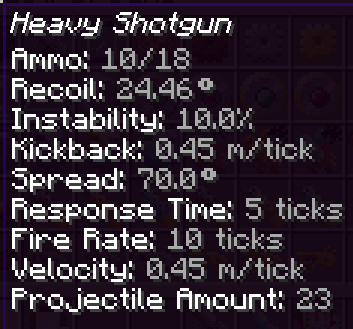 Heavy Shotgun
Ammo: 10/18
Recoil: 24.46°
Instability: 10.0%
Kickback: 0.45 m/tick
Spread: 70.0°
Response Time: 5 ticks
Fire Rate: 10 ticks
Velocity: 0.45 m/tick
Projectile Amount: 23